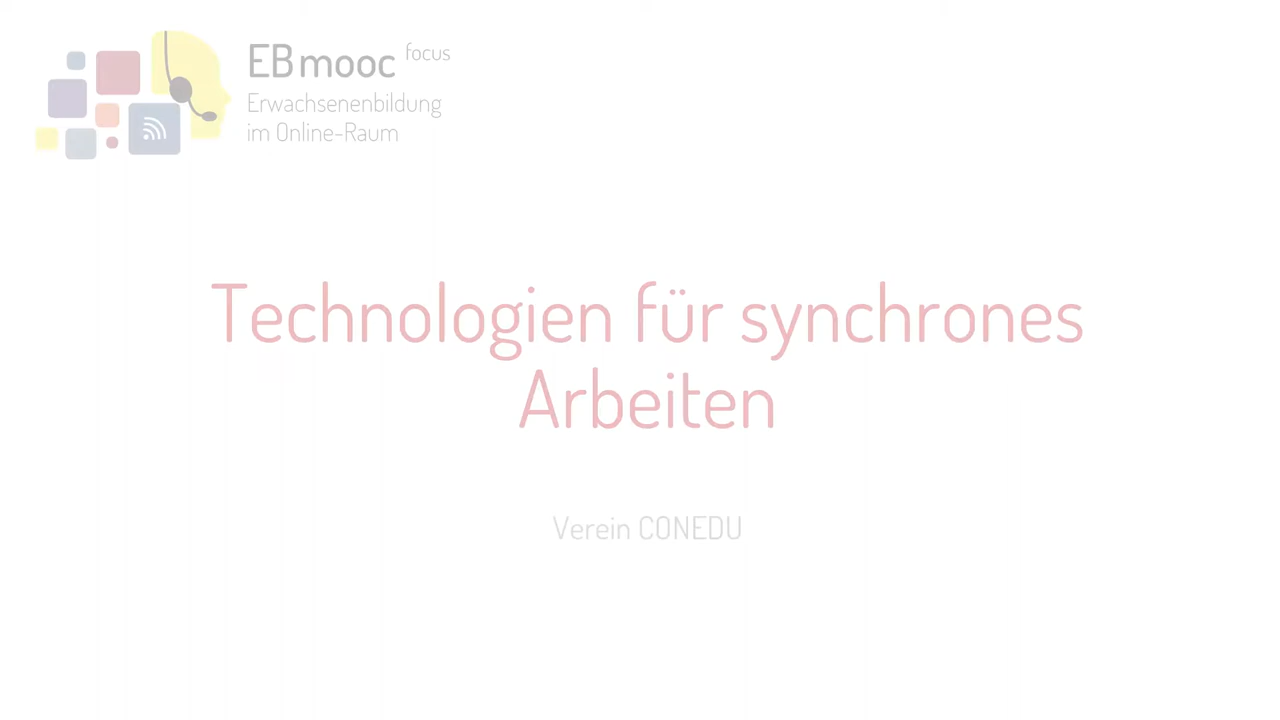 EBmooc focus
Erwachsenenbildung
im Online-Raum
Technologien für synchrones
Arbeiten
Verein CONEDU